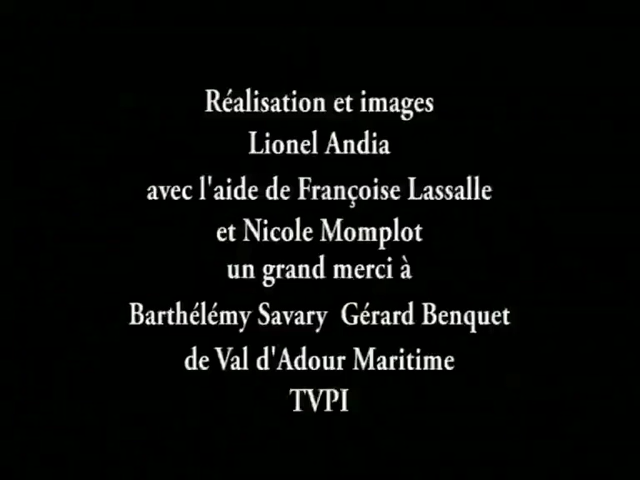 Réalisation et images
Lionel Andia
avec l'aide de Françoise Lassalle
et Nicole Momplot
un grand merci à
Barthélémy Savary  Gérard Benquet
de Val d'Adour Maritime
TVPI